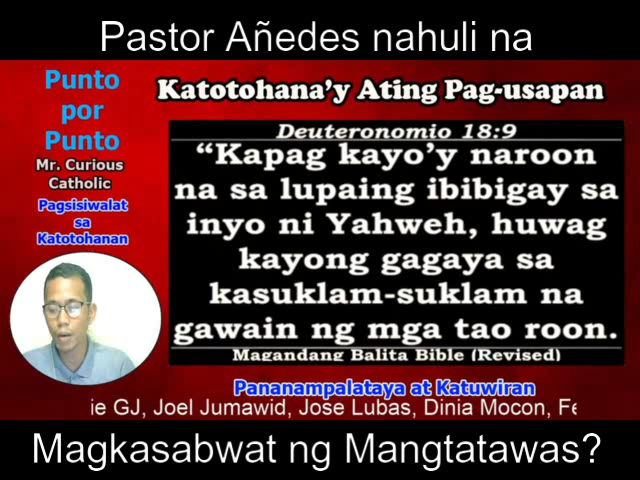 Pastor Añedes nahuli na
Punto
por
Punto
Mr. Curious
Catholic
Pagsisiwalat
sa
Katotohanan
Katotohana'y Ating Pag-usapan
Deuteronomio 18:9
“Kapag kayo'y naroon
na sa lupaing ibibigay sa
inyo ni Yahweh, huwag
kayong gagaya sa
kasuklam-suklam na
gawain ng mga tao roon.
Magandang Balita Bible (Revised)
Pananampalataya at Katuwiran
ie GJ, Joel Jumawid, Jose Lubas, Dinia Mocon, Fe
Magkasabwat ng Mangtatawas?